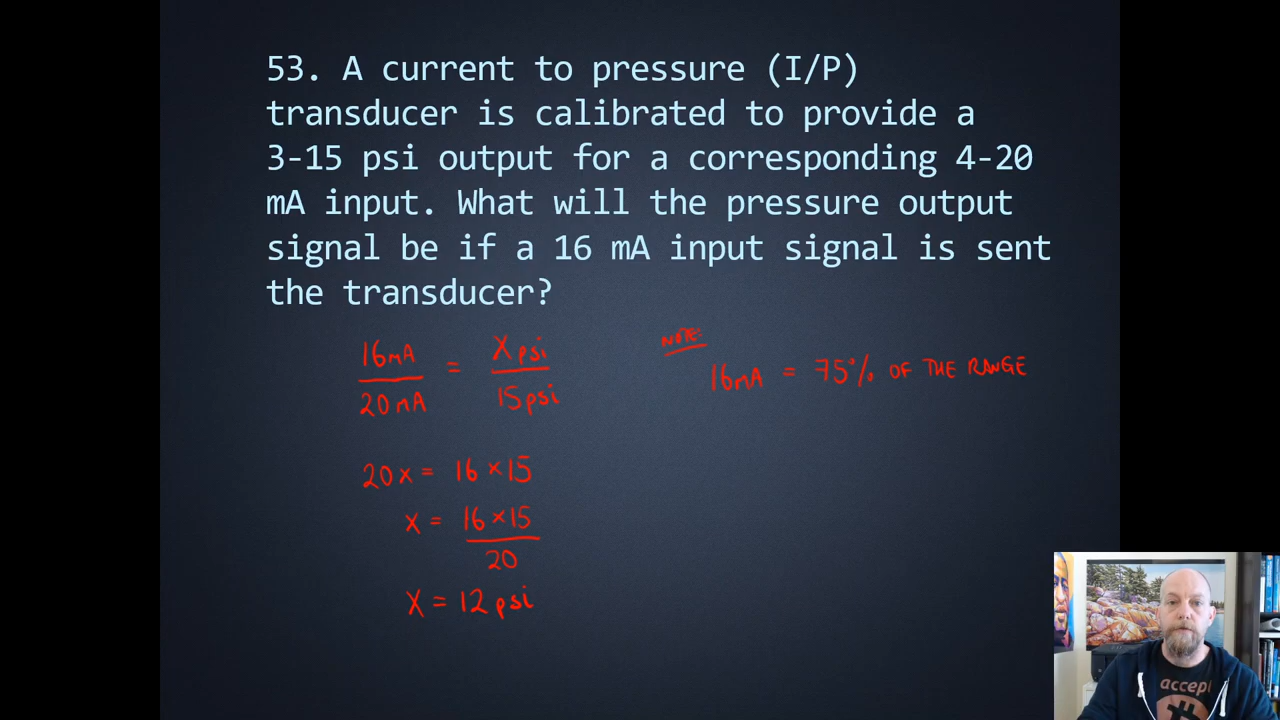 53. A current to pressure (I/P)
transducer is calibrated to provide a
3-15 psi output for a corresponding 4-20
mA input. What will the pressure output
signal be if a 16 mA input signal is sent
the transducer?
16mA = X psi
20mA 15psi
20x = 16 × 15
x = 16 × 15
20
X = 12 psi
NOTE:
16mA = 75% OF THE RANGE
accept